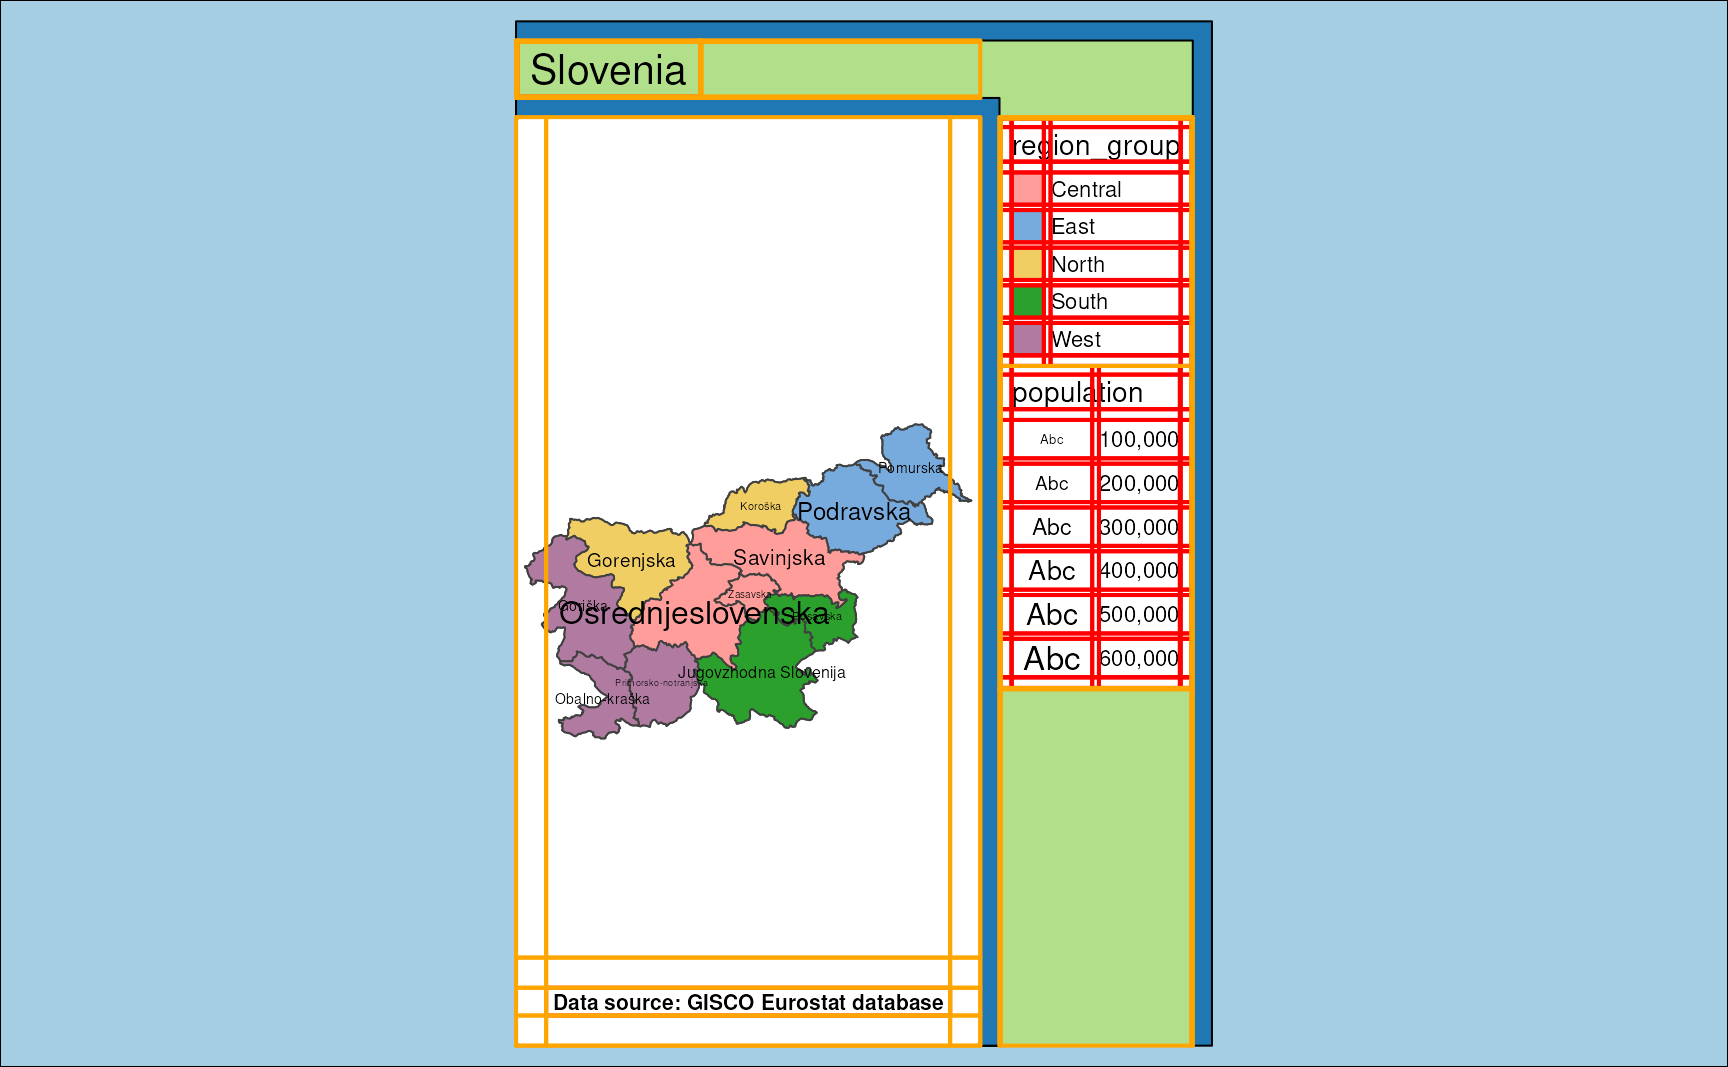 Slovenia
region_group
Central
East
North
South
West
population
Abc 100,000
Abc 200,000
Abc 300,000
Abc 400,000
Abc 500,000
Abc 600,000
Pomurska
Koroška
Podravska
Savinjska
Gorenjska
Zasavska
Goriška
Osrednjeslovenska
Posavska
Jugovzhodna Slovenija
Primorsko-notranjska
Obalno-kraška
Data source: GISCO Eurostat database